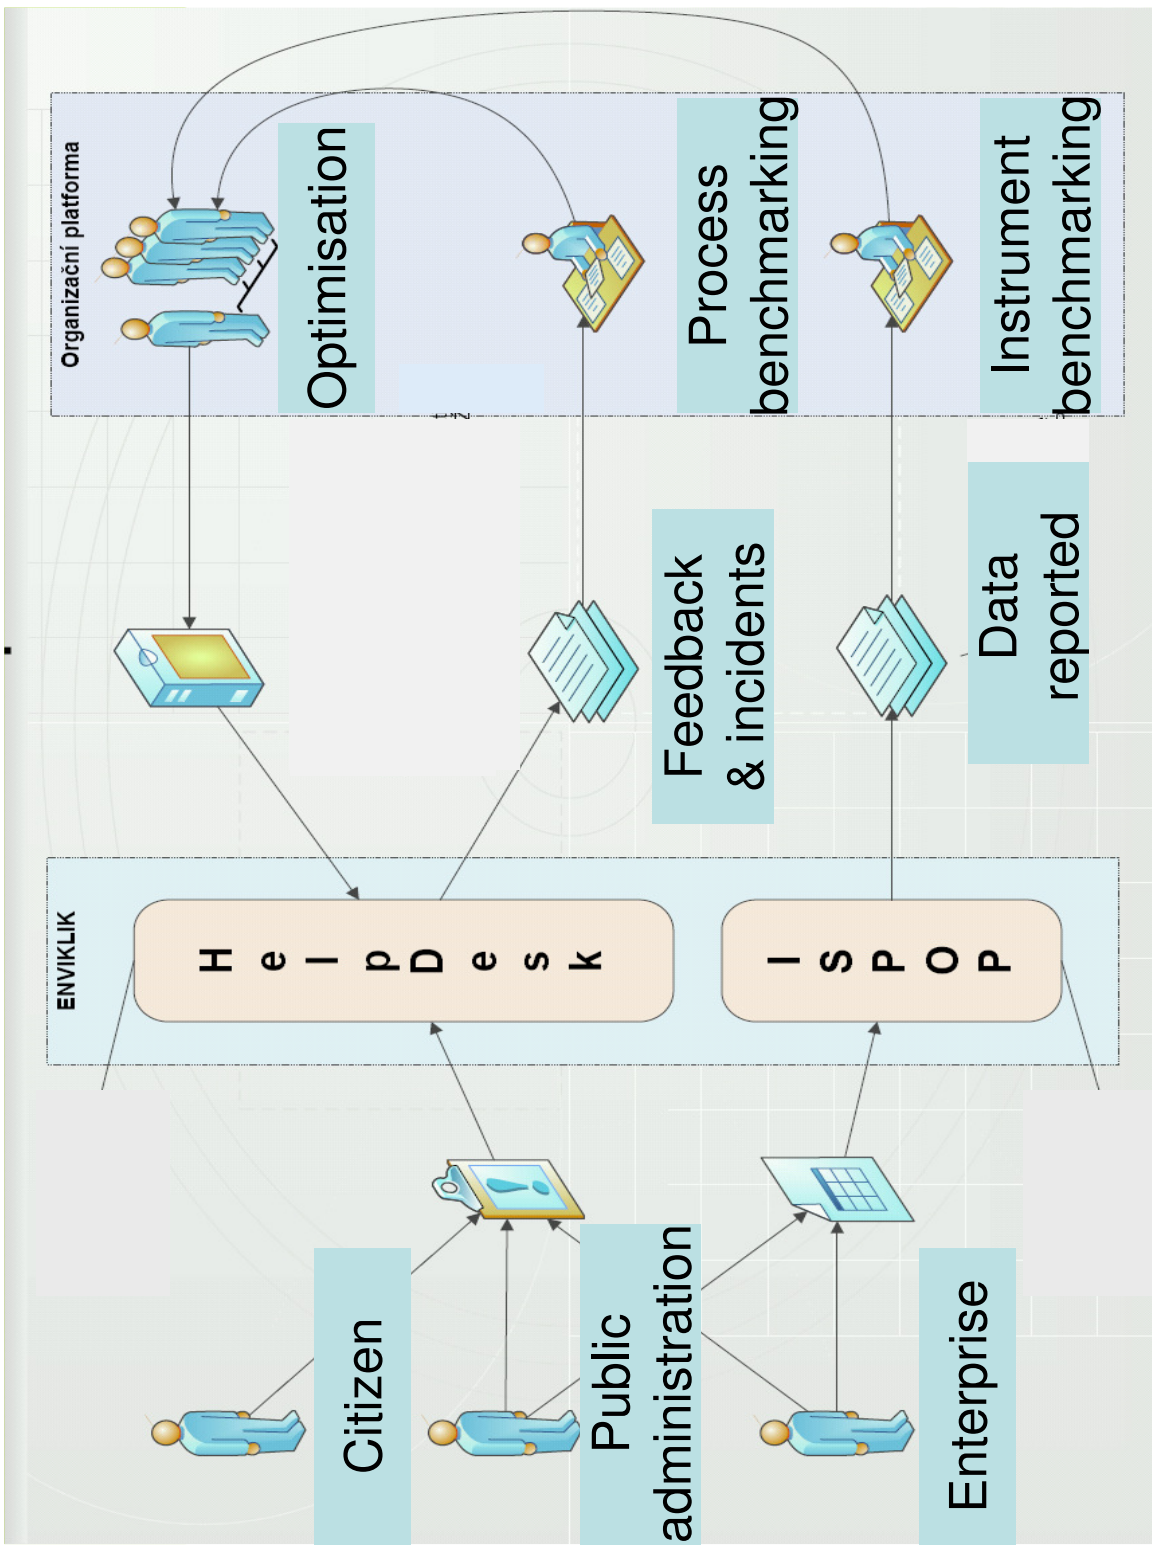 ENVIKLIK
Organizační platforma
HelpDesk
Optimisation
Citizen
Public
administration
Feedback
& incidents
Process
benchmarking
ISPOP
Enterprise
Data
reported
Instrument
benchmarking